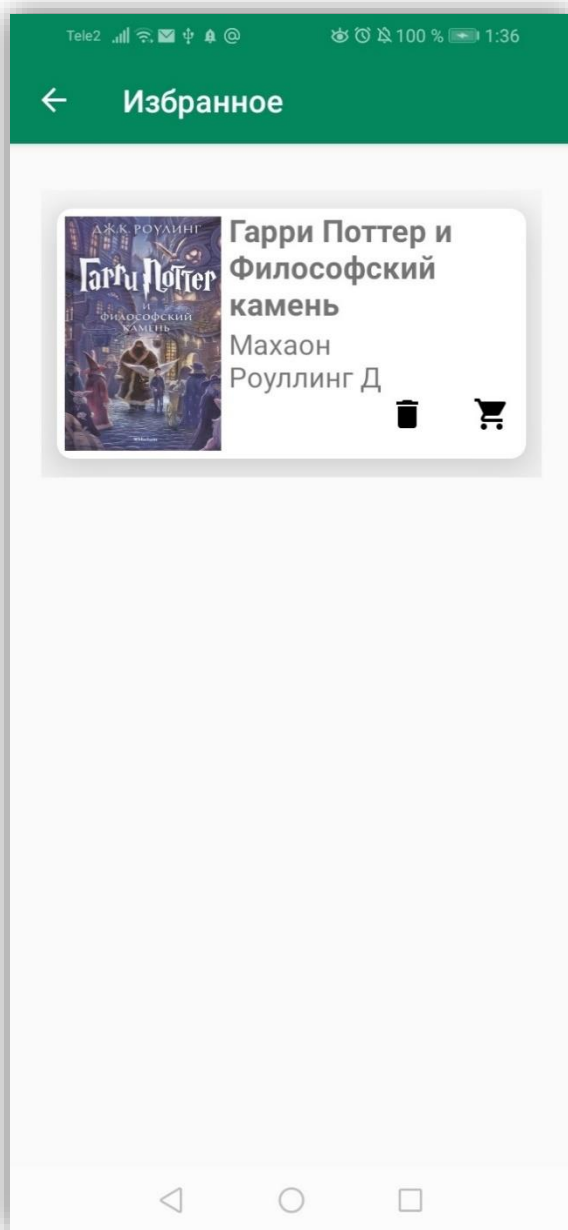 Tele2 @ 100 % 1:36
Избранное
ДЖ.К. РОУЛИНГ
Гарри Поттер
И
ФИЛОСОФСКИЙ
КАМЕНЬ
Гарри Поттер и
Философский
камень
Махаон
Роуллинг Д